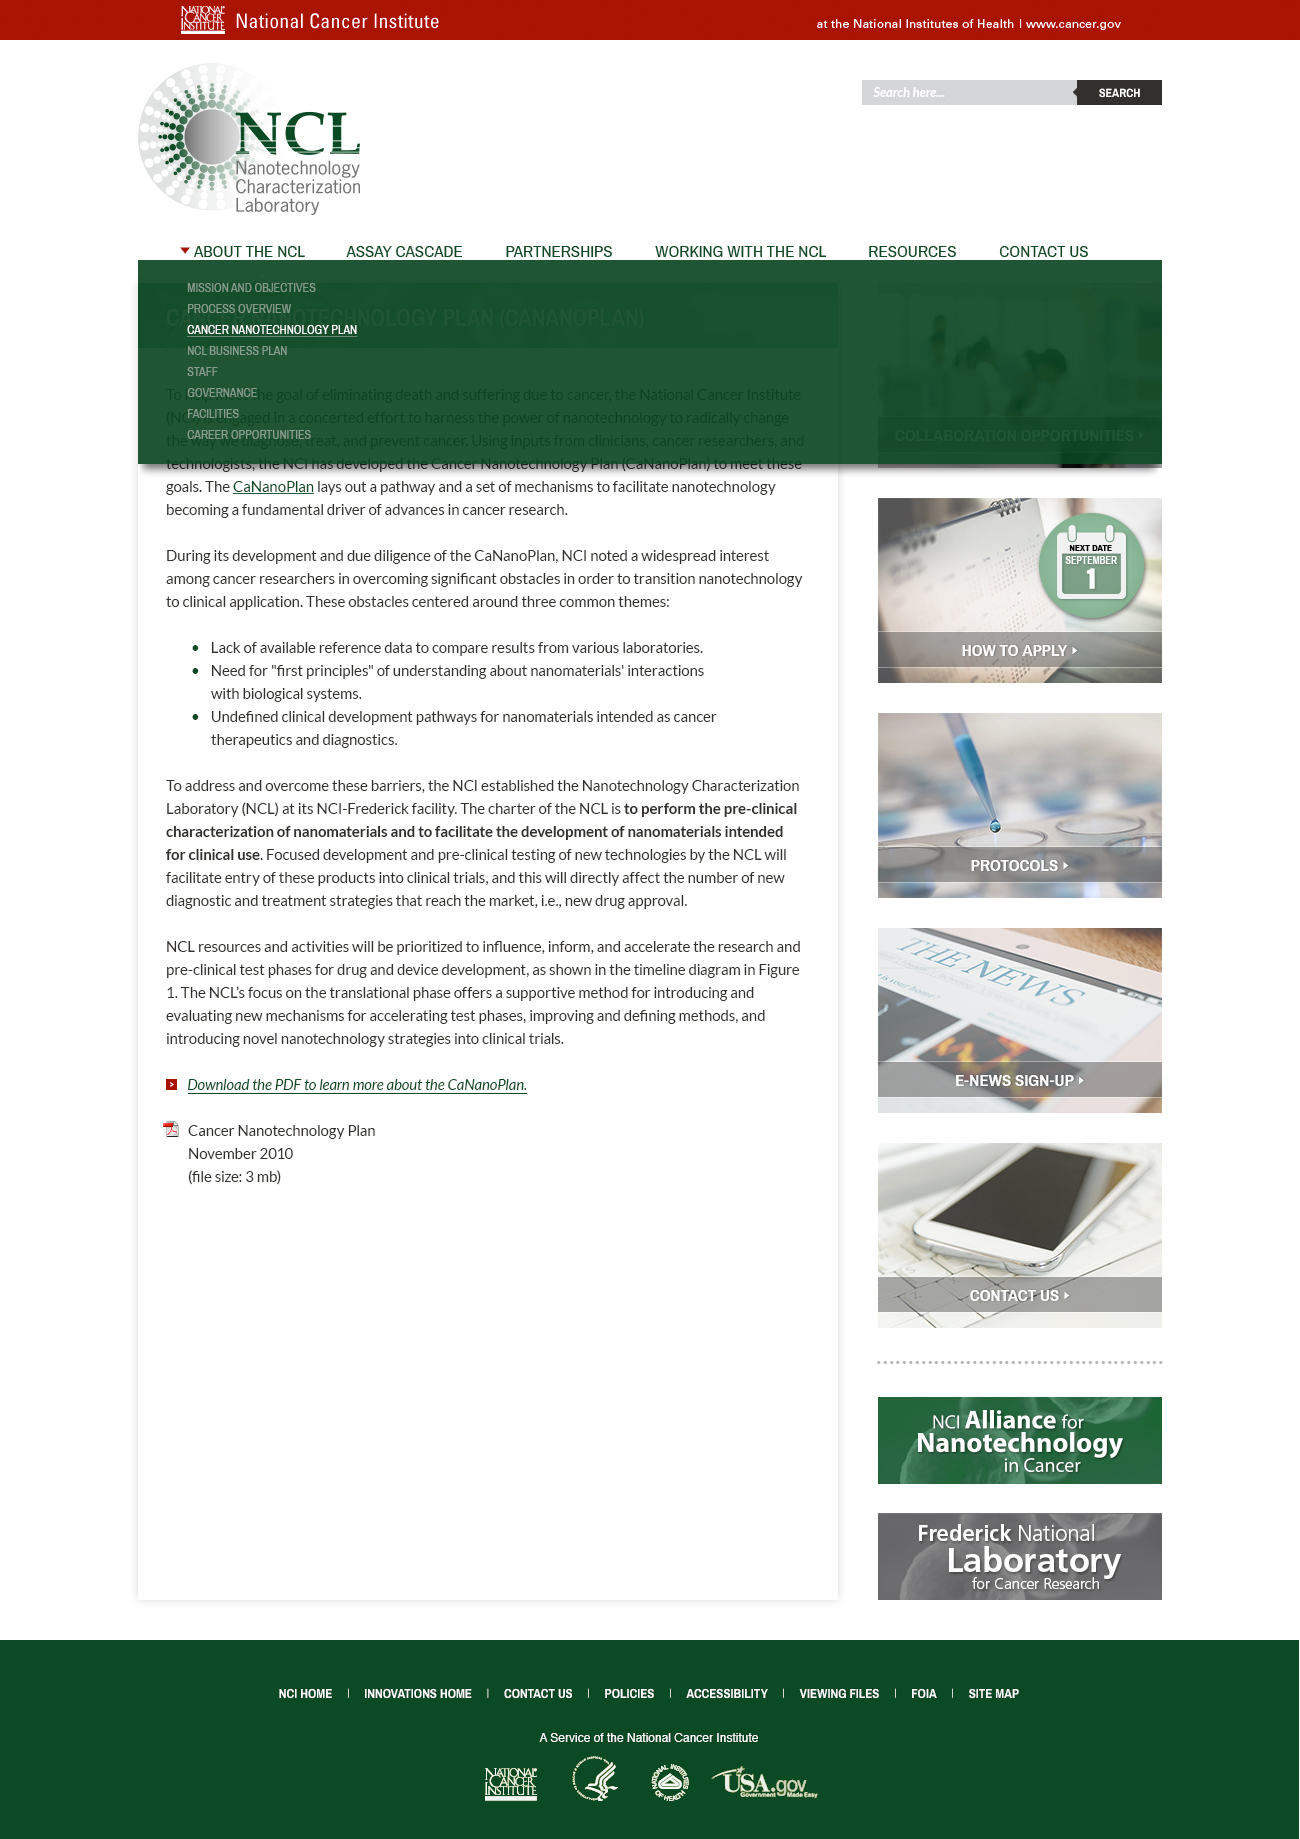 NATIONAL
CANCER
INSTITUTE
National Cancer Institute
at the National Institutes of Health | www.cancer.gov
Search here...
SEARCH
NCL
Nanotechnology
Characterization
Laboratory
ABOUT THE NCL
ASSAY CASCADE
PARTNERSHIPS
WORKING WITH THE NCL
RESOURCES
CONTACT US
MISSION AND OBJECTIVES
PROCESS OVERVIEW
CANCER NANOTECHNOLOGY PLAN
NCL BUSINESS PLAN
STAFF
GOVERNANCE
FACILITIES
CAREER OPPORTUNITIES
CANCER NANOTECHNOLOGY PLAN (CANANOPLAN)
To the goal of eliminating death and suffering due to cancer, the National Cancer Institute
(NCI) is engaged in a concerted effort to harness the power of nanotechnology to radically change
the way we diagnose, treat, and prevent cancer. Using inputs from clinicians, cancer researchers, and
technologists, the NCI has developed the Cancer Nanotechnology Plan (CaNanoPlan) to meet these
goals. The CaNanoPlan lays out a pathway and a set of mechanisms to facilitate nanotechnology
becoming a fundamental driver of advances in cancer research.
During its development and due diligence of the CaNanoPlan, NCI noted a widespread interest
among cancer researchers in overcoming significant obstacles in order to transition nanotechnology
to clinical application. These obstacles centered around three common themes:
• Lack of available reference data to compare results from various laboratories.
• Need for "first principles" of understanding about nanomaterials' interactions
with biological systems.
• Undefined clinical development pathways for nanomaterials intended as cancer
therapeutics and diagnostics.
To address and overcome these barriers, the NCI established the Nanotechnology Characterization
Laboratory (NCL) at its NCI-Frederick facility. The charter of the NCL is to perform the pre-clinical
characterization of nanomaterials and to facilitate the development of nanomaterials intended
for clinical use. Focused development and pre-clinical testing of new technologies by the NCL will
facilitate entry of these products into clinical trials, and this will directly affect the number of new
diagnostic and treatment strategies that reach the market, i.e., new drug approval.
NCL resources and activities will be prioritized to influence, inform, and accelerate the research and
pre-clinical test phases for drug and device development, as shown in the timeline diagram in Figure
1. The NCL's focus on the translational phase offers a supportive method for introducing and
evaluating new mechanisms for accelerating test phases, improving and defining methods, and
introducing novel nanotechnology strategies into clinical trials.
Download the PDF to learn more about the CaNanoPlan.
Cancer Nanotechnology Plan
November 2010
(file size: 3 mb)
COLLABORATION OPPORTUNITIES
NEXT DATE
SEPTEMBER
1
HOW TO APPLY
PROTOCOLS
THE NEWS
E-NEWS SIGN-UP
CONTACT US
NCI Alliance for
Nanotechnology
in Cancer
Frederick National
Laboratory
for Cancer Research
NCI HOME | INNOVATIONS HOME | CONTACT US | POLICIES | ACCESSIBILITY | VIEWING FILES | FOIA | SITE MAP
A Service of the National Cancer Institute
NATIONAL
CANCER
INSTITUTE
NATIONAL INSTITUTES
OF HEALTH
USA.gov
Government Made Easy